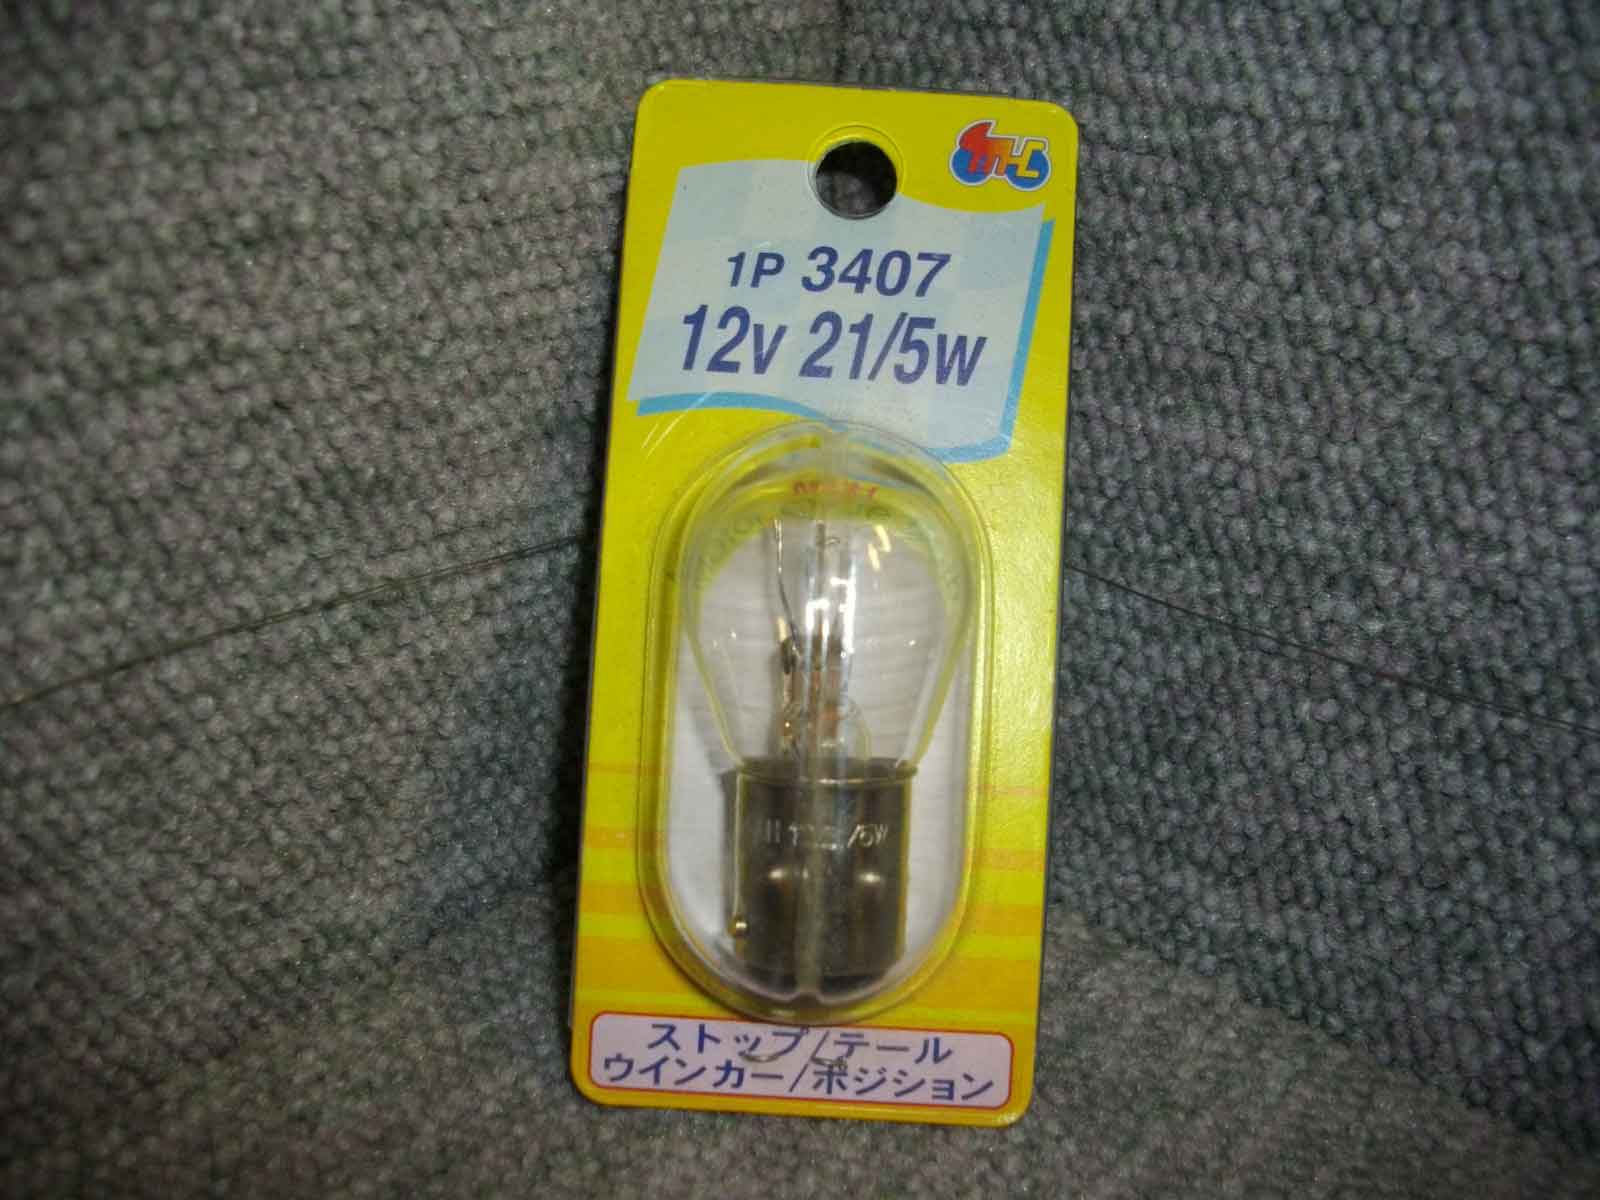 MHC
1P 3407
12V 21/5W
ストップ/テール
ウインカー/ポジション